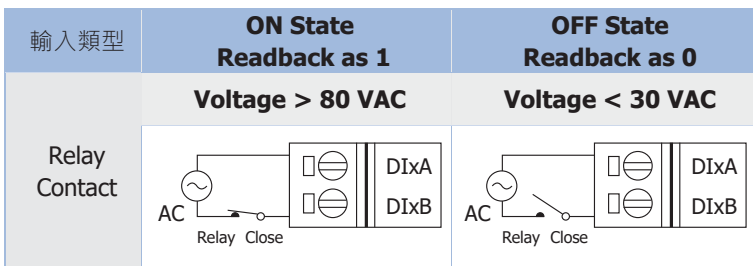 輸入類型
ON State
Readback as 1
OFF State
Readback as 0
Relay
Contact
Voltage > 80 VAC
Voltage < 30 VAC
DIxA
DIxB
AC
Relay Close
DIxA
DIxB
AC
Relay Close